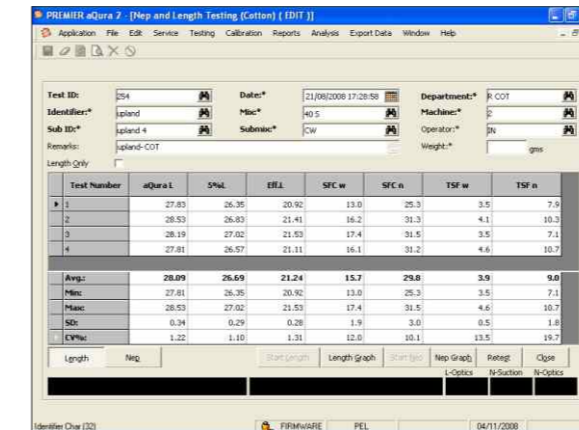 PREMIER aQura 2 - [Nep and Length Testing (Cotton) [ EDIT ]]
Application File Edit Service Testing Calibration Reports Analysis Export Data Window Help
Test ID: 254 Date:* 21/08/2008 17:28:58 Department:* R COT
Identifier:* upland Mix:* 40 S Machine:* 2
Sub ID:* upland 4 Submix:* CW Operator:* IN
Remarks: upland-COT Weight:* gms
Length Only
Test Number aQura L 5%L Eff.L SFC w SFC n TSF w TSF n
1 27.83 26.35 20.92 13.0 25.3 3.5 7.9
2 28.53 26.83 21.41 16.2 31.3 4.1 10.3
3 28.19 27.02 21.53 17.4 31.5 3.5 7.1
4 27.81 26.57 21.11 16.1 31.2 4.6 10.7
Avg.: 28.09 26.69 21.24 15.7 29.8 3.9 9.0
Min: 27.81 26.35 20.92 13.0 25.3 3.5 7.1
Max: 28.53 27.02 21.53 17.4 31.5 4.6 10.7
SD: 0.34 0.29 0.28 1.9 3.0 0.5 1.8
CV%: 1.22 1.10 1.31 12.0 10.1 13.5 19.7
Length Nep Start Length Length Graph Start Nep Nep Graph Retest Close
L-Optics N-Suction N-Optics
Identifier Char (32) FIRMWARE PEL 04/11/2008